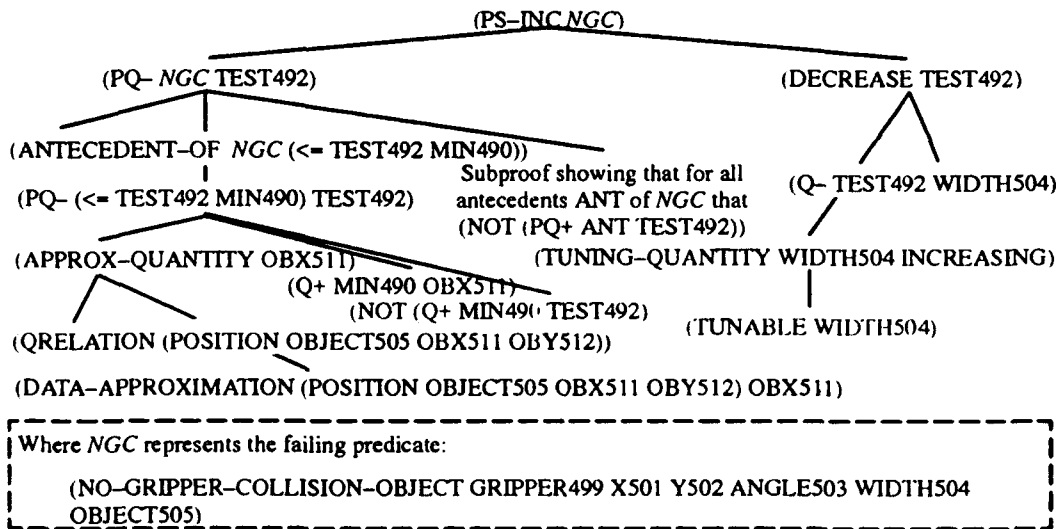 (PS–INC NGC)
(PQ– NGC TEST492)
(DECREASE TEST492)
(ANTECEDENT–OF NGC (<= TEST492 MIN490))
Subproof showing that for all
antecedents ANT of NGC that
(NOT (PQ+ ANT TEST492))
(Q– TEST492 WIDTH504)
(PQ– (<= TEST492 MIN490) TEST492)
(APPROX–QUANTITY OBX511)
(TUNING–QUANTITY WIDTH504 INCREASING)
(Q+ MIN490 OBX511)
(NOT (Q+ MIN490 TEST492)
(TUNABLE WIDTH504)
(QRELATION (POSITION OBJECT505 OBX511 OBY512))
(DATA–APPROXIMATION (POSITION OBJECT505 OBX511 OBY512) OBX511)
Where NGC represents the failing predicate:
(NO–GRIPPER–COLLISION–OBJECT GRIPPER499 X501 Y502 ANGLE503 WIDTH504
OBJECT505)